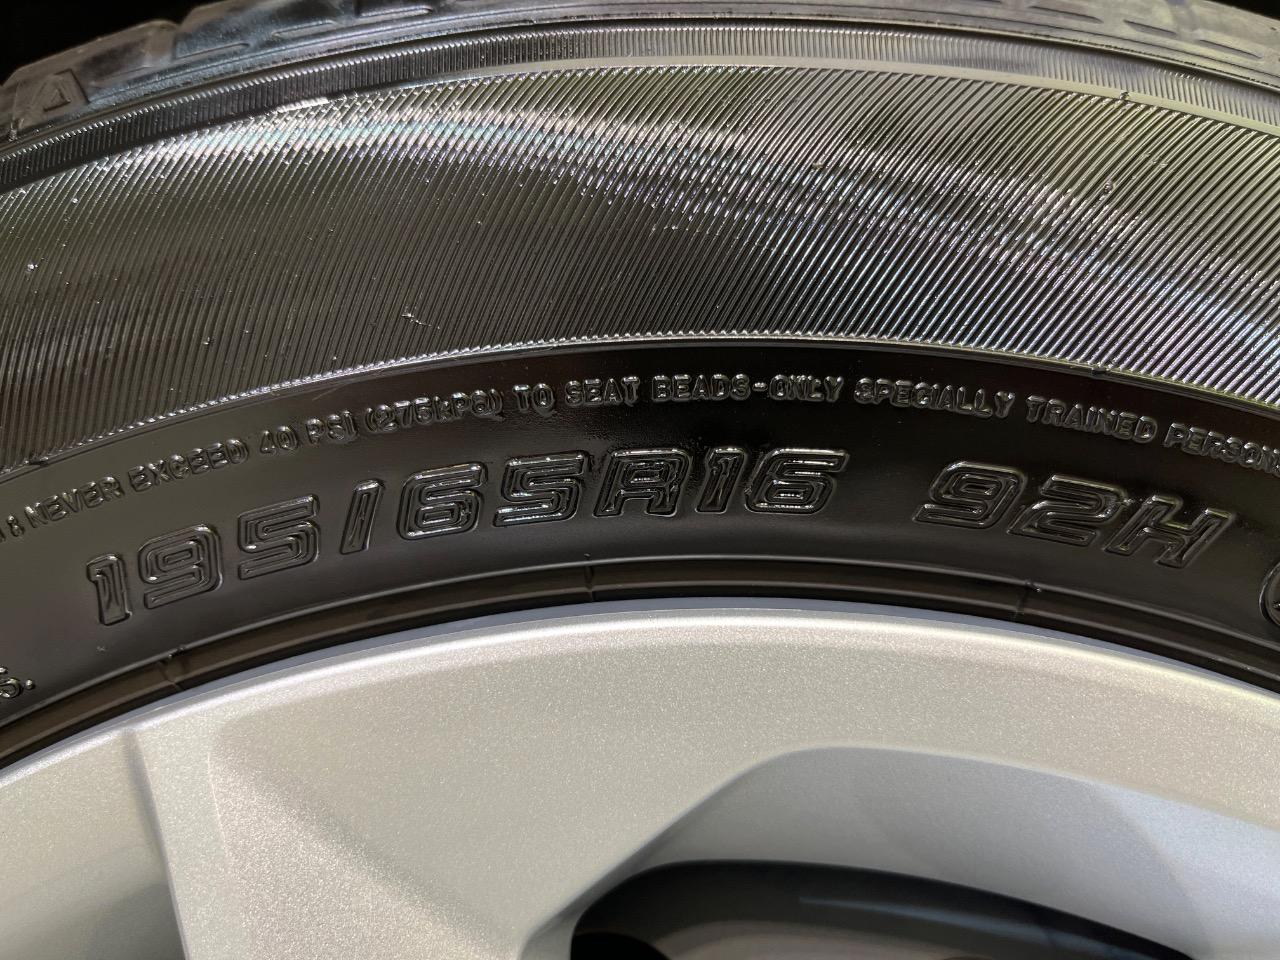 : NEVER EXCEED 40 PSI (275kPa) TO SEAT BEADS-ONLY SPECIALLY TRAINED PERSON
195/65R16 92H
S.